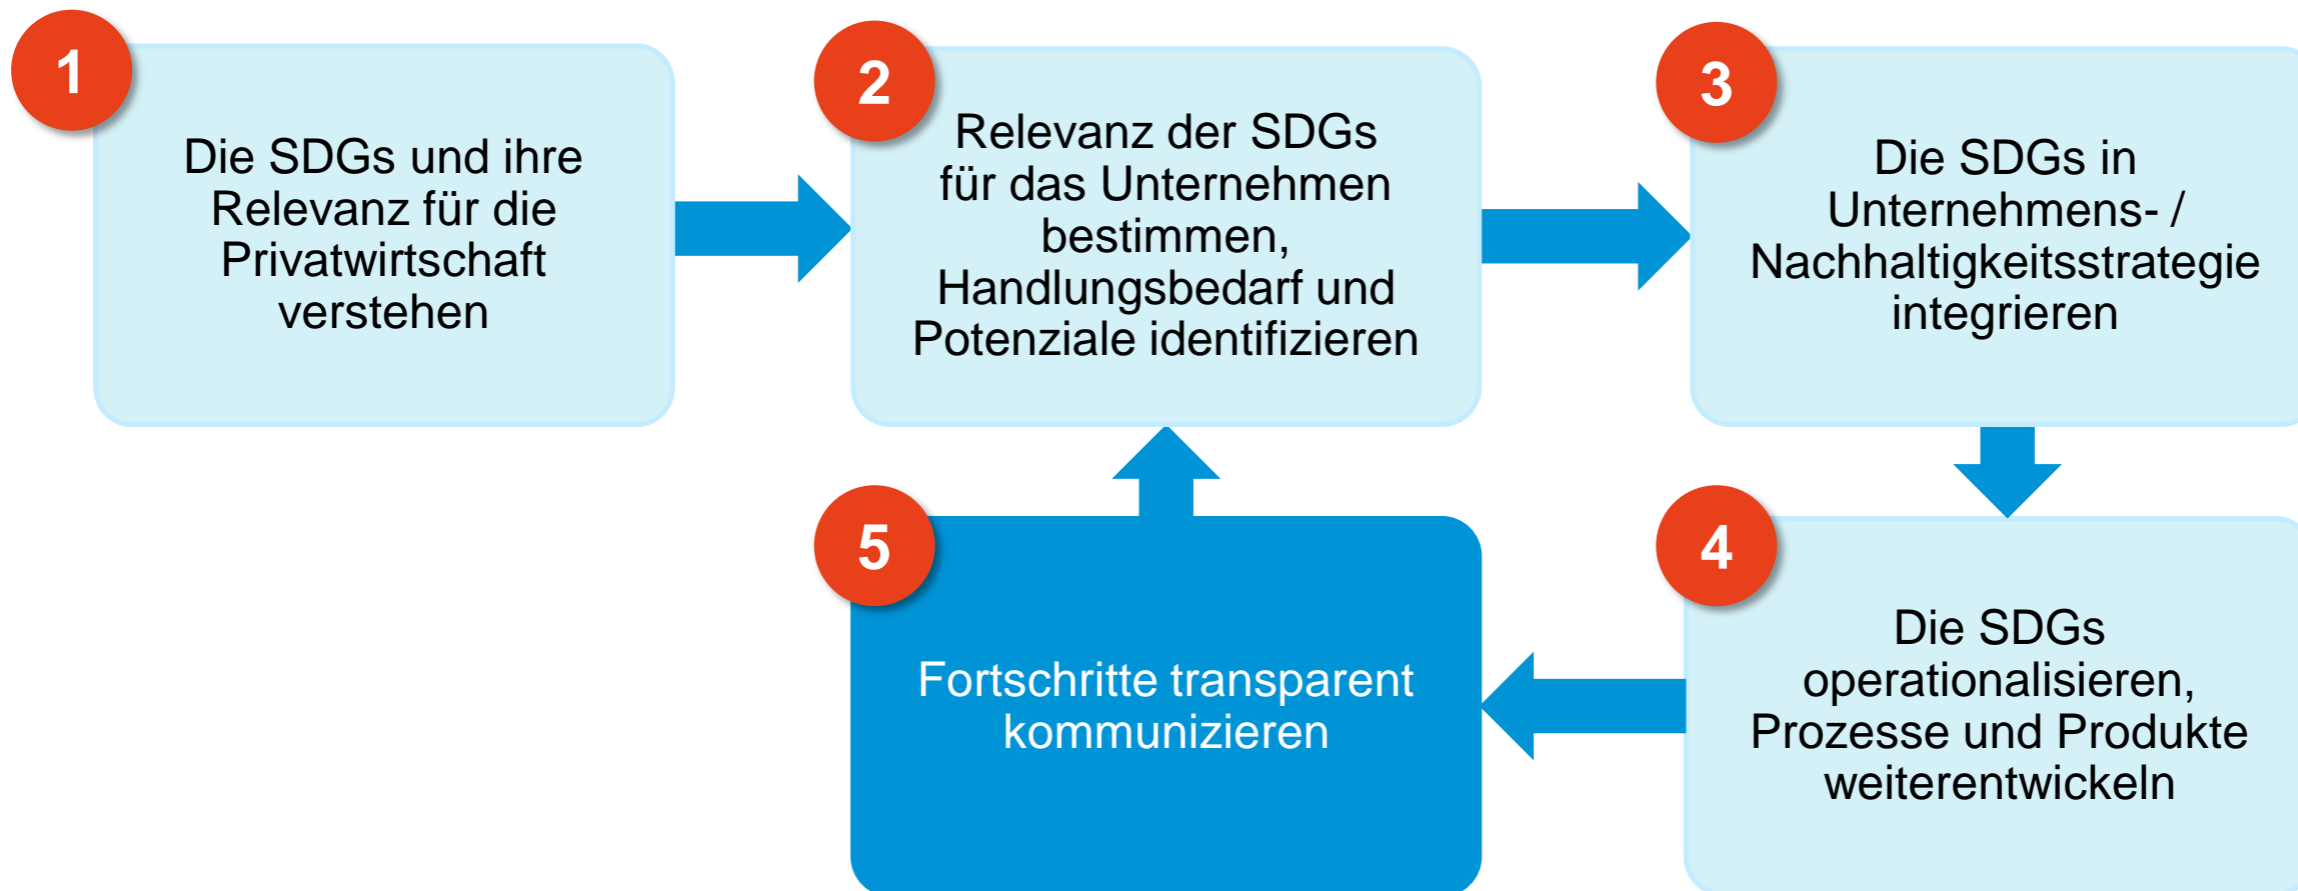 1
Die SDGs und ihre
Relevanz für die
Privatwirtschaft
verstehen
2
Relevanz der SDGs
für das Unternehmen
bestimmen,
Handlungsbedarf und
Potenziale identifizieren
3
Die SDGs in
Unternehmens- /
Nachhaltigkeitsstrategie
integrieren
4
Die SDGs
operationalisieren,
Prozesse und Produkte
weiterentwickeln
5
Fortschritte transparent
kommunizieren